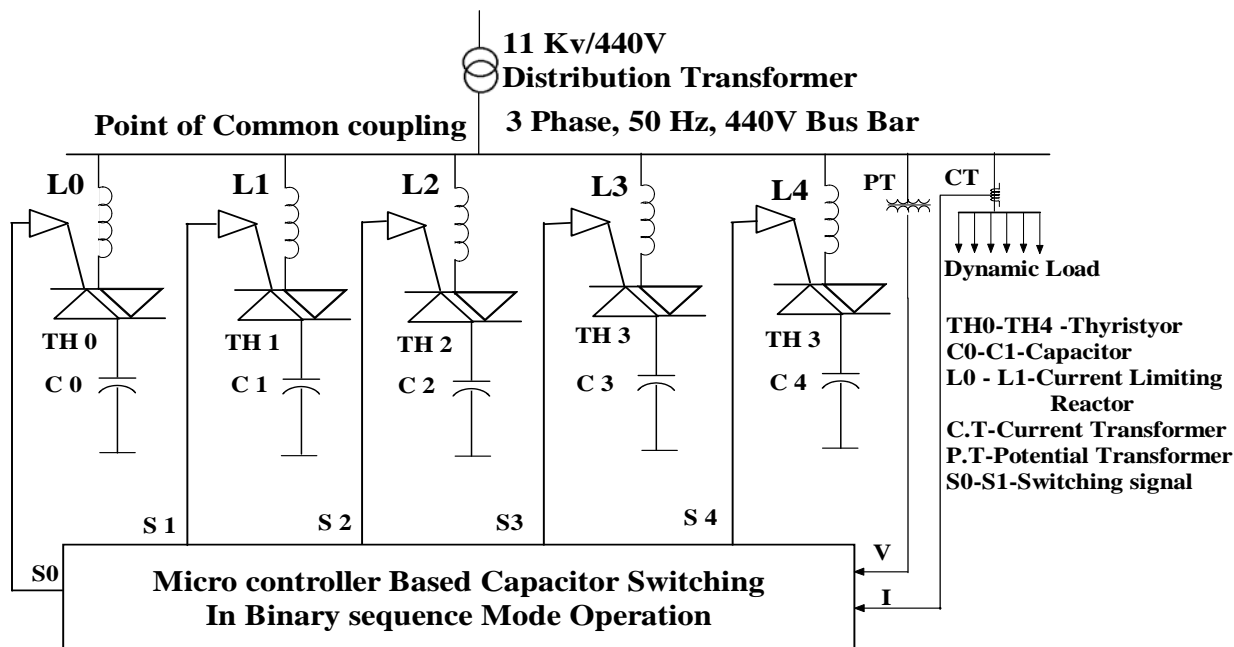 11 Kv/440V
Distribution Transformer
Point of Common coupling
3 Phase, 50 Hz, 440V Bus Bar
L0
L1
L2
L3
L4
PT
CT
Dynamic Load
TH 0
TH 1
TH 2
TH 3
TH 3
C 0
C 1
C 2
C 3
C 4
TH0-TH4 -Thyristyor
C0-C1-Capacitor
L0 - L1-Current Limiting
Reactor
C.T-Current Transformer
P.T-Potential Transformer
S0-S1-Switching signal
S0
S 1
S 2
S3
S 4
V
I
Micro controller Based Capacitor Switching
In Binary sequence Mode Operation